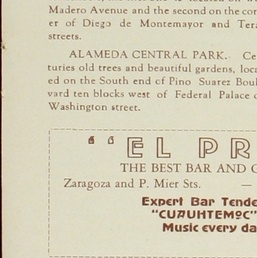 Madero Avenue and the second on the cor
er of Diego de Montemayor and Tera
streets.
ALAMEDA CENTRAL PARK. Ce
turies old trees and beautiful gardens, loca
ed on the South end cf Pino Suarez Boul
vard ten blocks west of Federal Palace o
Washington street.
"EL PR
THE BEST BAR AND C
Zaragoza and P. Mier Sts. —
Expert Bar Tende
"CUAUHTEMOC"
Music every da